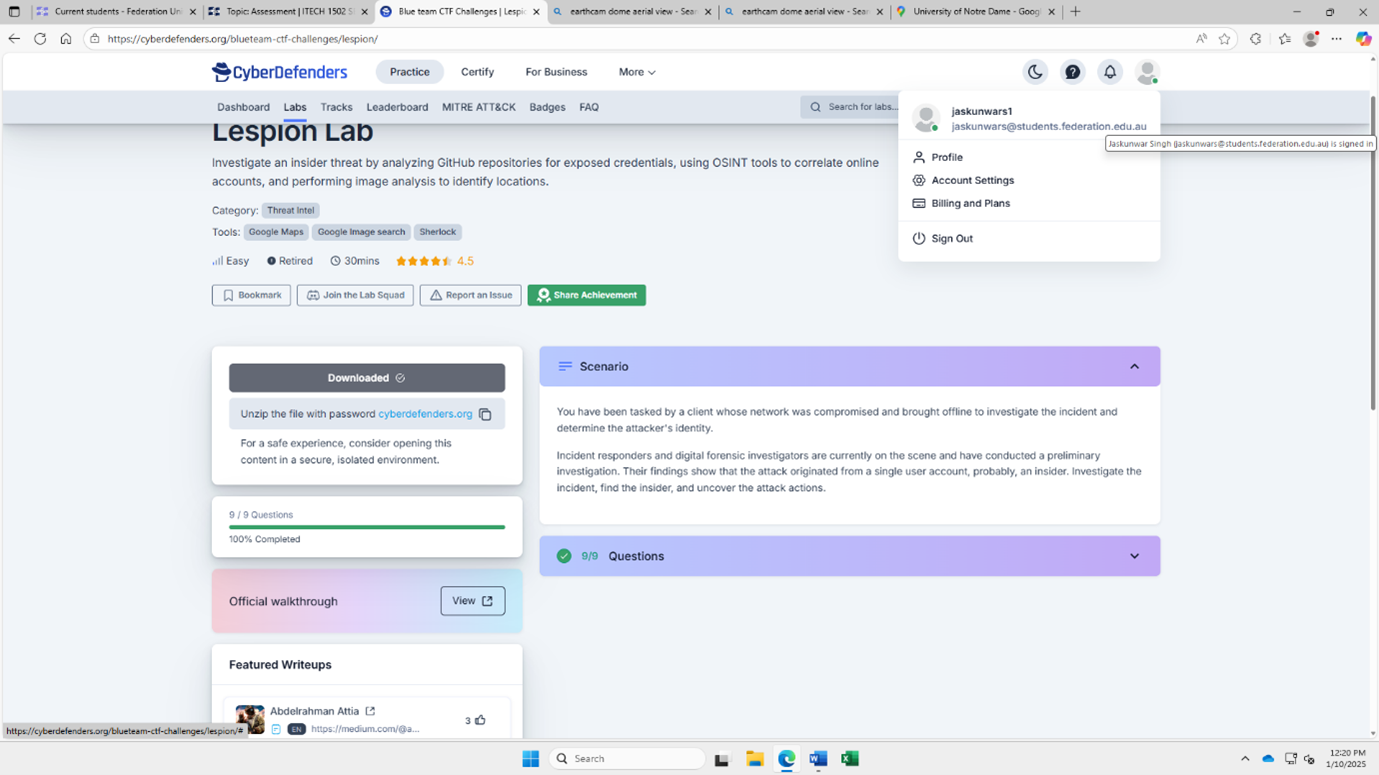 Current students - Federation Uni
Topic: Assessment | ITECH 1502 SI
Blue team CTF Challenges | Lespio
earthcam dome aerial view - Sear
earthcam dome aerial view - Sear
University of Notre Dame - Googl
https://cyberdefenders.org/blueteam-ctf-challenges/lespion/
CyberDefenders
Practice
Certify
For Business
More
Dashboard
Labs
Tracks
Leaderboard
MITRE ATT&CK
Badges
FAQ
Search for labs...
jaskunwars1
jaskunwars@students.federation.edu.au
Jaskunwar Singh (jaskunwars@students.federation.edu.au) is signed in
Profile
Account Settings
Billing and Plans
Sign Out
Lespion Lab
Investigate an insider threat by analyzing GitHub repositories for exposed credentials, using OSINT tools to correlate online
accounts, and performing image analysis to identify locations.
Category: Threat Intel
Tools: Google Maps Google Image search Sherlock
Easy Retired 30mins 4.5
Bookmark
Join the Lab Squad
Report an Issue
Share Achievement
Downloaded
Unzip the file with password cyberdefenders.org
For a safe experience, consider opening this
content in a secure, isolated environment.
9 / 9 Questions
100% Completed
Official walkthrough
View
Featured Writeups
Abdelrahman Attia
EN https://medium.com/@a...
3
Scenario
You have been tasked by a client whose network was compromised and brought offline to investigate the incident and
determine the attacker's identity.
Incident responders and digital forensic investigators are currently on the scene and have conducted a preliminary
investigation. Their findings show that the attack originated from a single user account, probably, an insider. Investigate the
incident, find the insider, and uncover the attack actions.
9/9 Questions
https://cyberdefenders.org/blueteam-ctf-challenges/lespion/#
Search
12:20 PM
1/10/2025